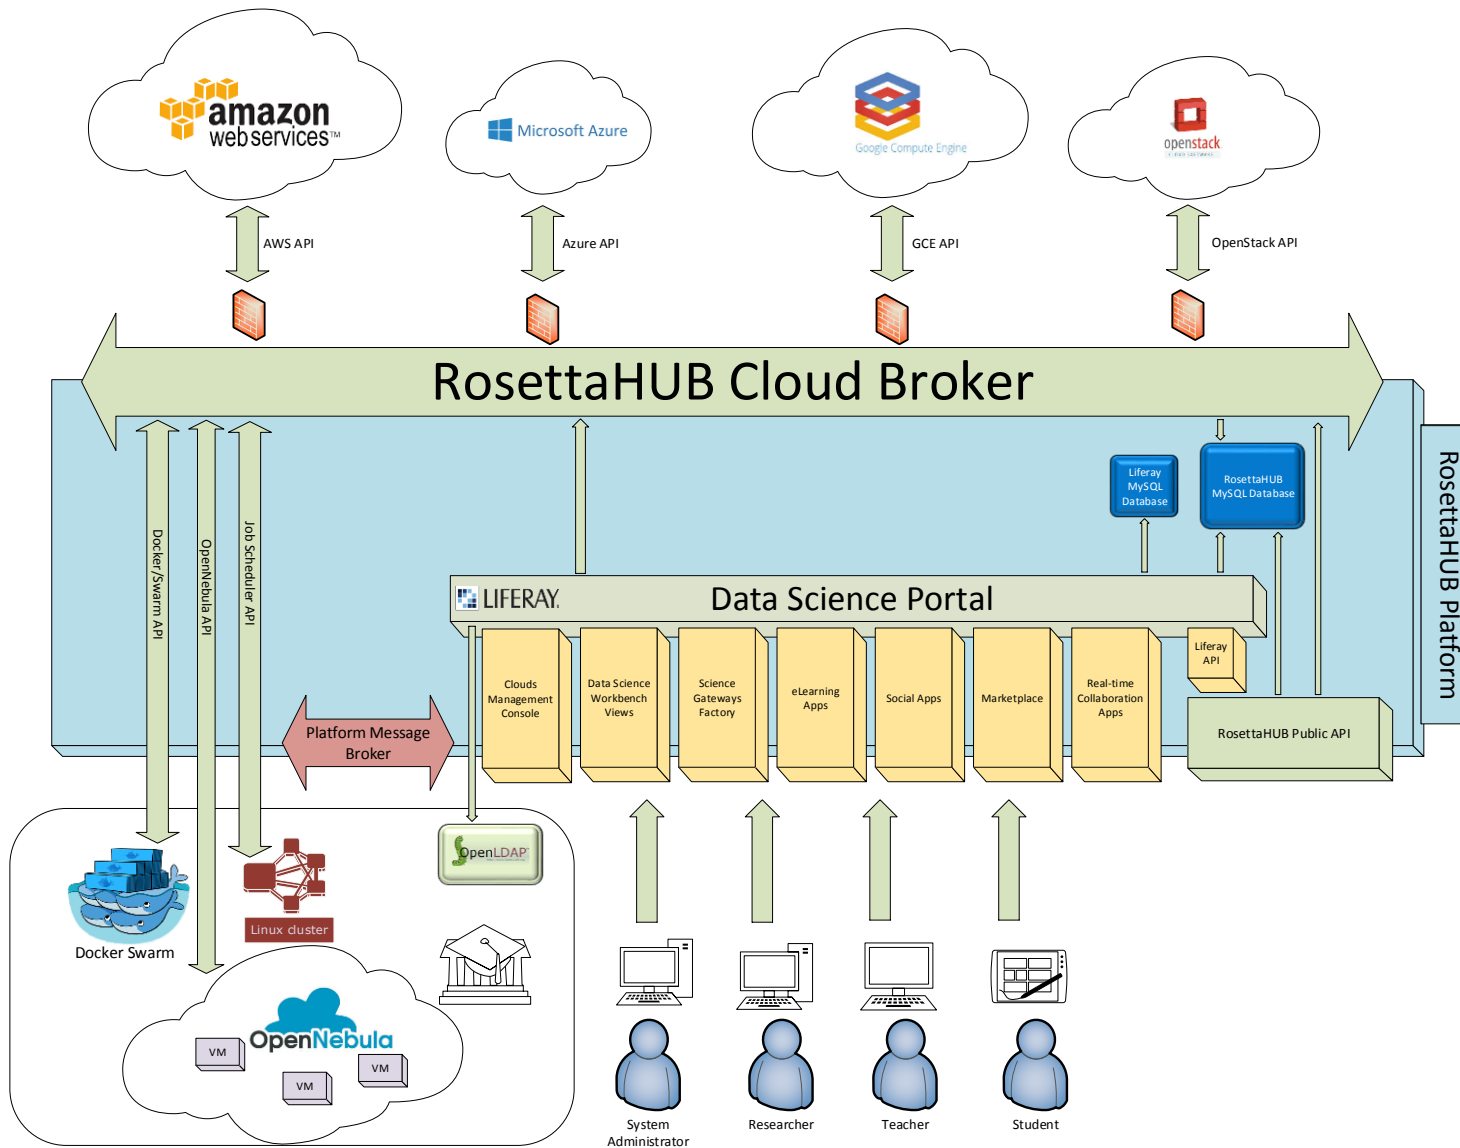 amazon
web services™
Microsoft Azure
Google Compute Engine
openstack
CLOUD SOFTWARE
AWS API
Azure API
GCE API
OpenStack API
RosettaHUB Cloud Broker
RosettaHUB Platform
Docker/Swarm API
OpenNebula API
Job Scheduler API
Liferay
MySQL
Database
RosettaHUB
MySQL Database
LIFERAY.
Data Science Portal
Clouds
Management
Console
Data Science
Workbench
Views
Science
Gateways
Factory
eLearning
Apps
Social Apps
Marketplace
Real-time
Collaboration
Apps
Liferay
API
RosettaHUB Public API
Platform Message
Broker
OpenLDAP
Docker Swarm
Linux cluster
OpenNebula
VM
VM
VM
System
Administrator
Researcher
Teacher
Student